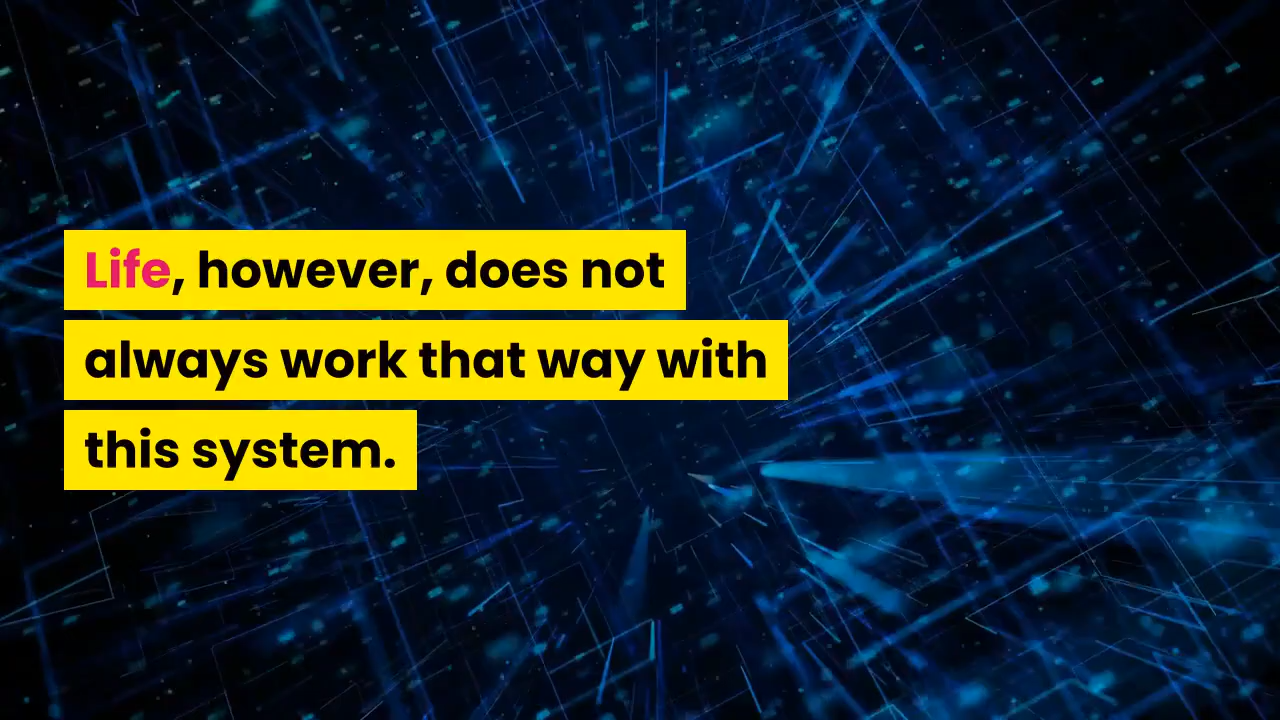 Life, however, does not
always work that way with
this system.